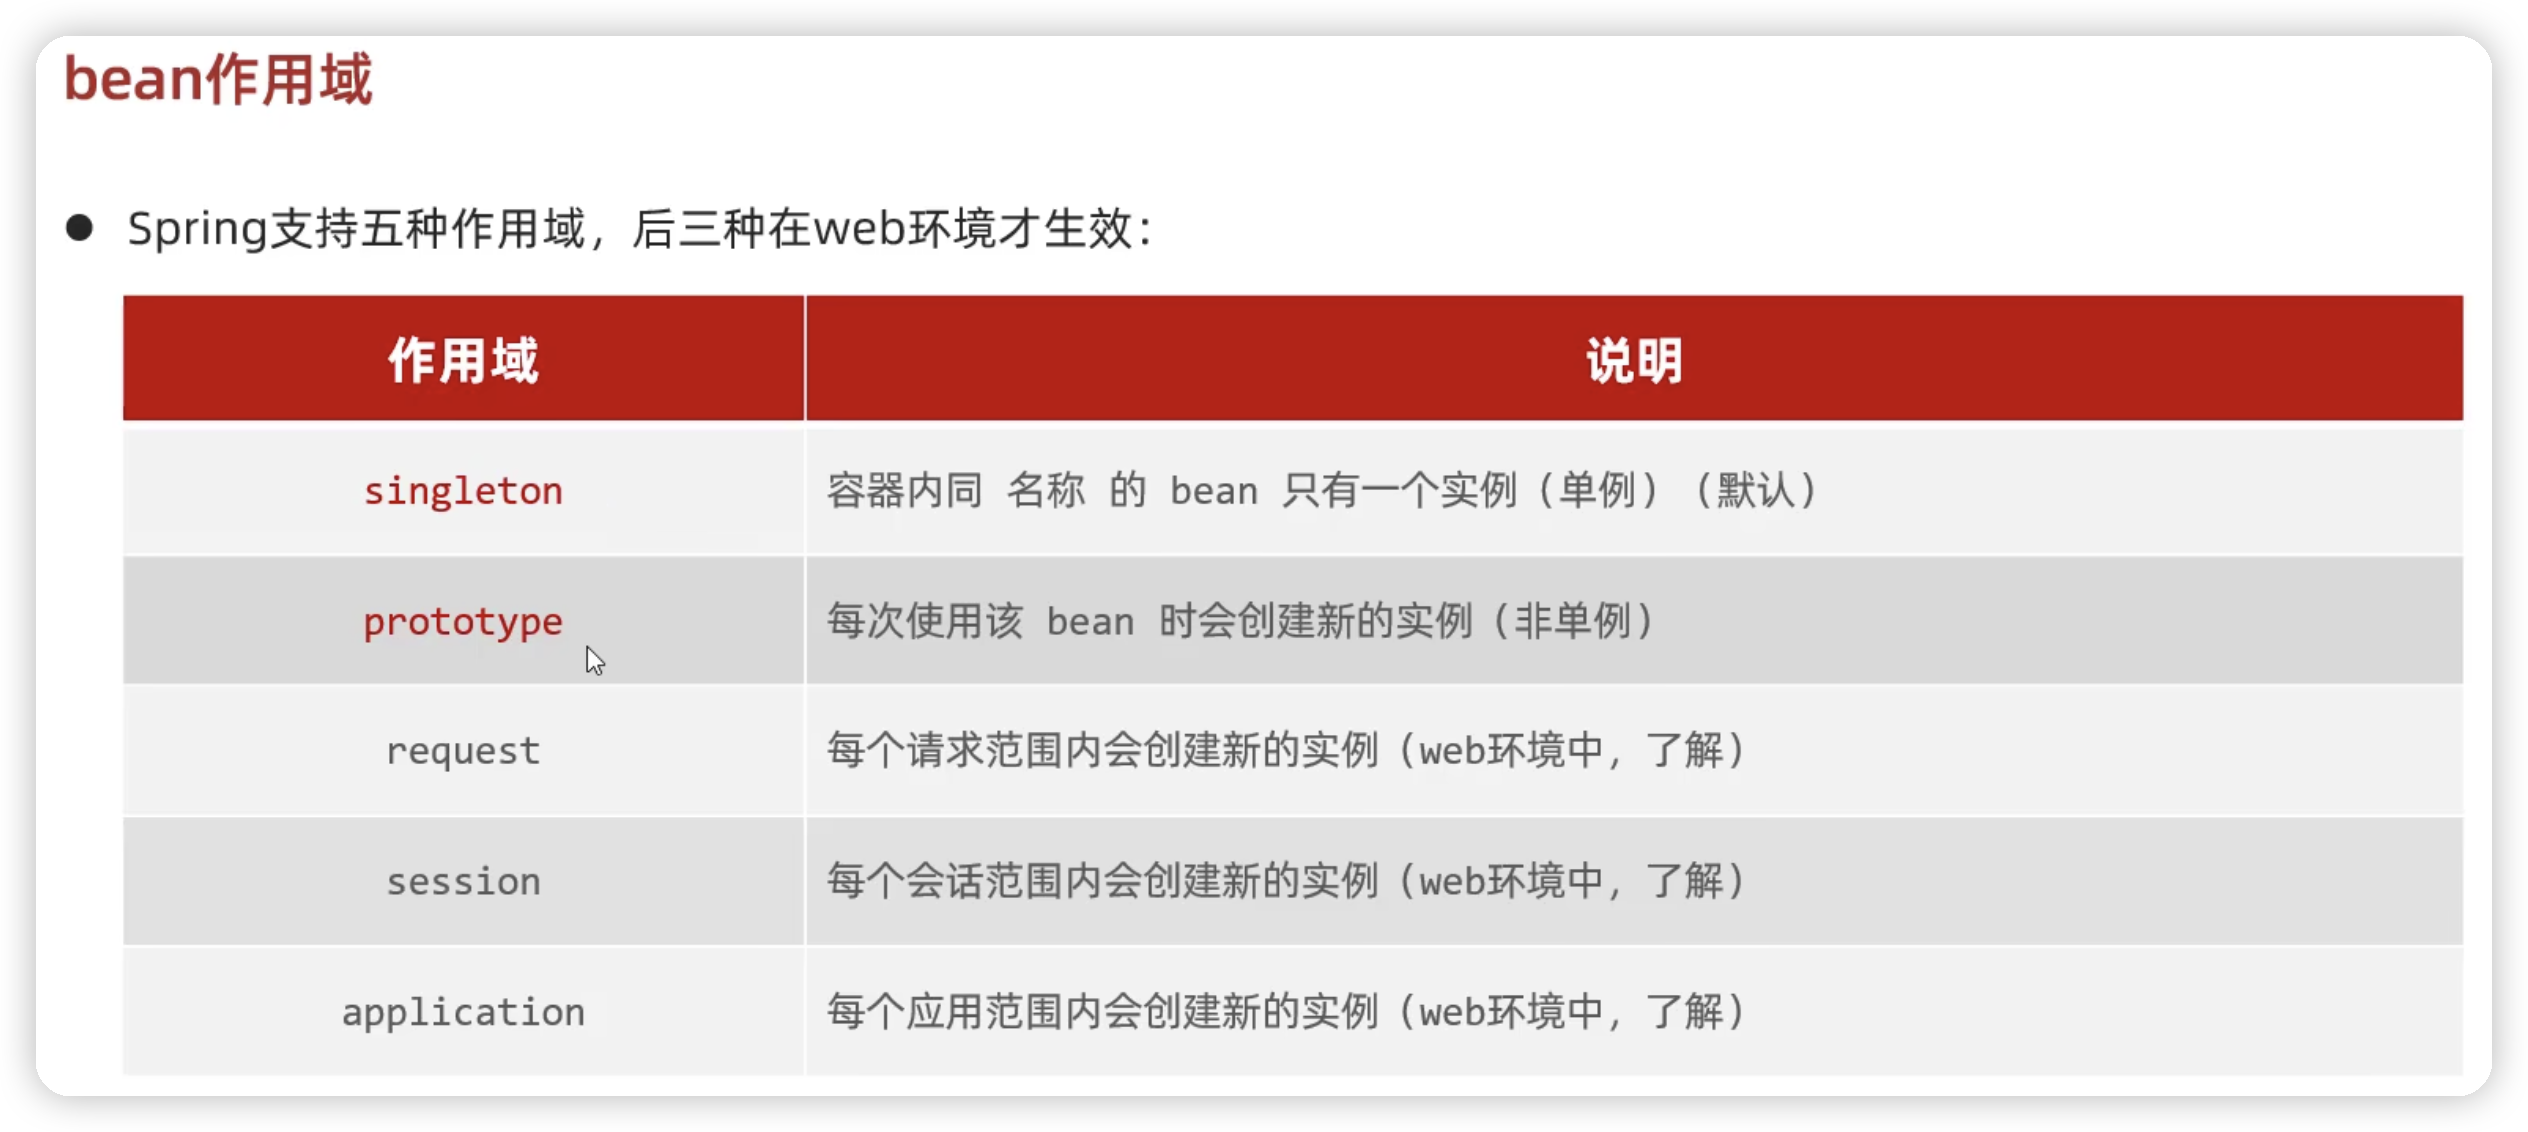 bean作用域
● Spring支持五种作用域，后三种在web环境才生效：
作用域 说明
singleton 容器内同 名称 的 bean 只有一个实例（单例）（默认）
prototype 每次使用该 bean 时会创建新的实例（非单例）
request 每个请求范围内会创建新的实例（web环境中，了解）
session 每个会话范围内会创建新的实例（web环境中，了解）
application 每个应用范围内会创建新的实例（web环境中，了解）